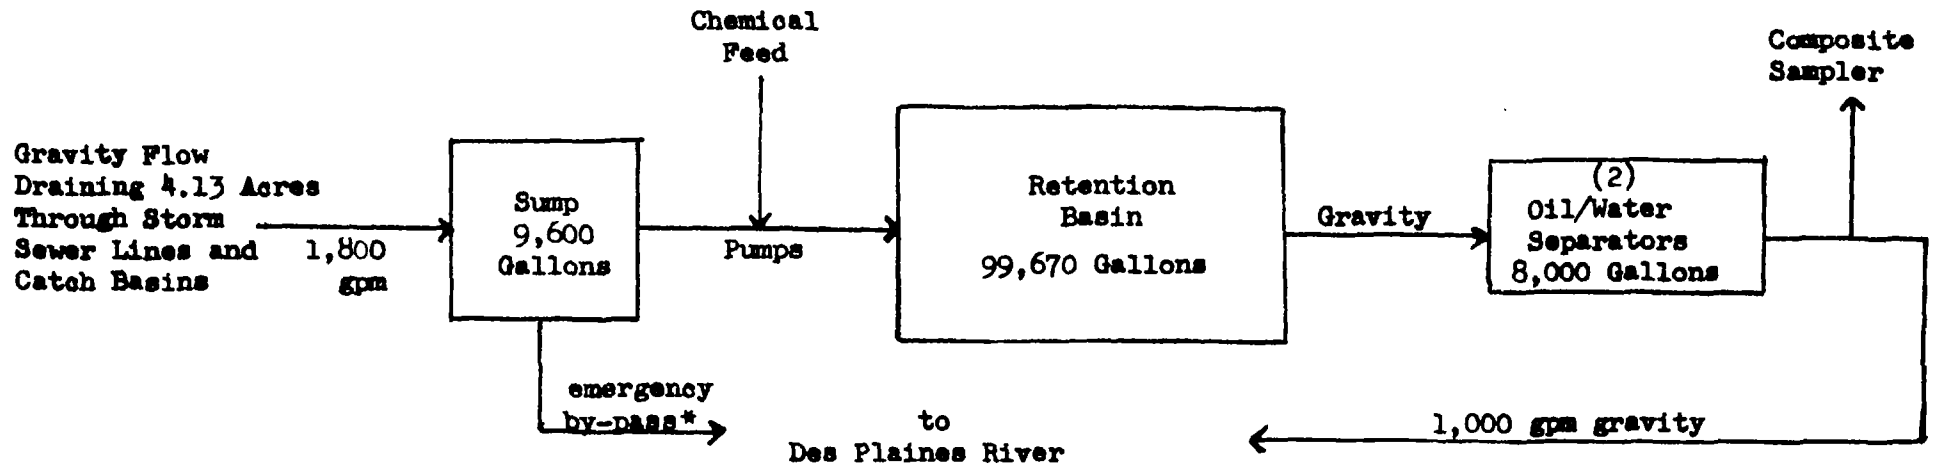 Chemical
Feed
Composite
Sampler
Gravity Flow
Draining 4.13 Acres
Through Storm
Sewer Lines and
Catch Basins
1,800
gpm
Sump
9,600
Gallons
Pumps
Retention
Basin
99,670 Gallons
Gravity
(2)
Oil/Water
Separators
8,000 Gallons
emergency
by-pass*
to
Des Plaines River
1,000 gpm gravity